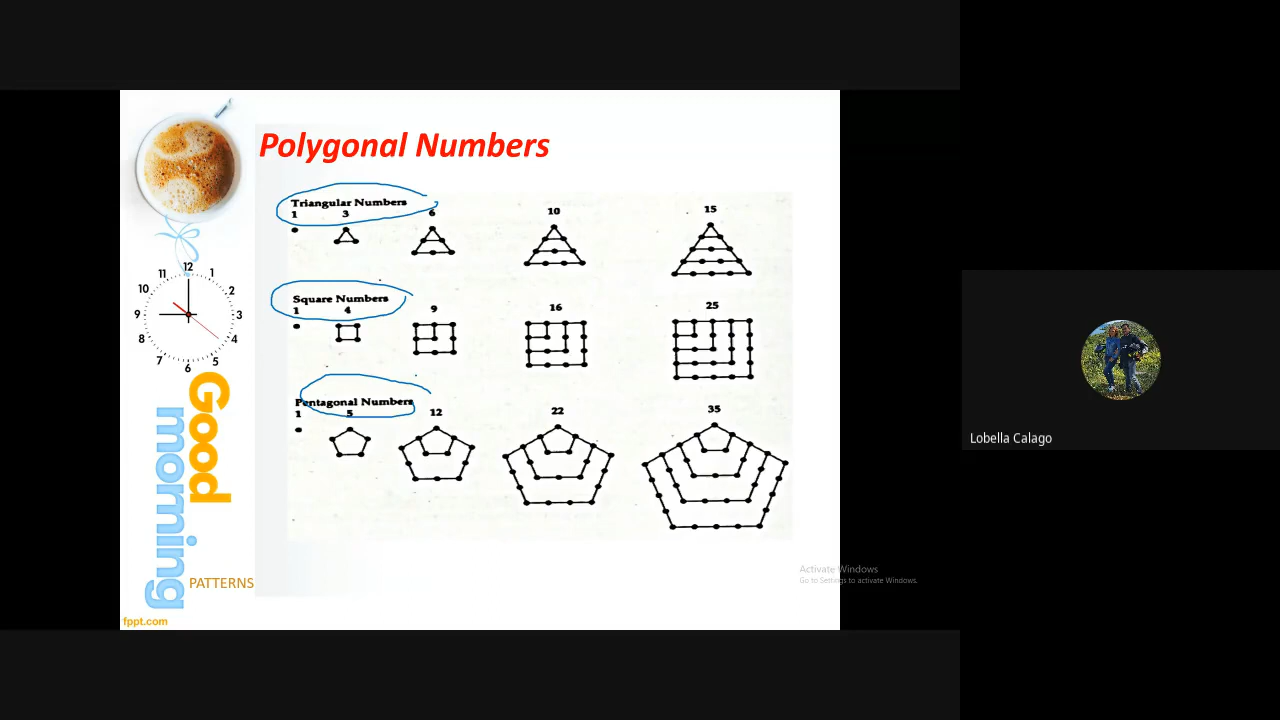 Polygonal Numbers
Triangular Numbers
1 3 6 10 15
Square Numbers
1 4 9 16 25
Pentagonal Numbers
1 5 12 22 35
12
1
2
3
4
5
6
7
8
9
10
11
Good
morning
PATTERNS
fppt.com
Activate Windows
Go to Settings to activate Windows.
Lobella Calago